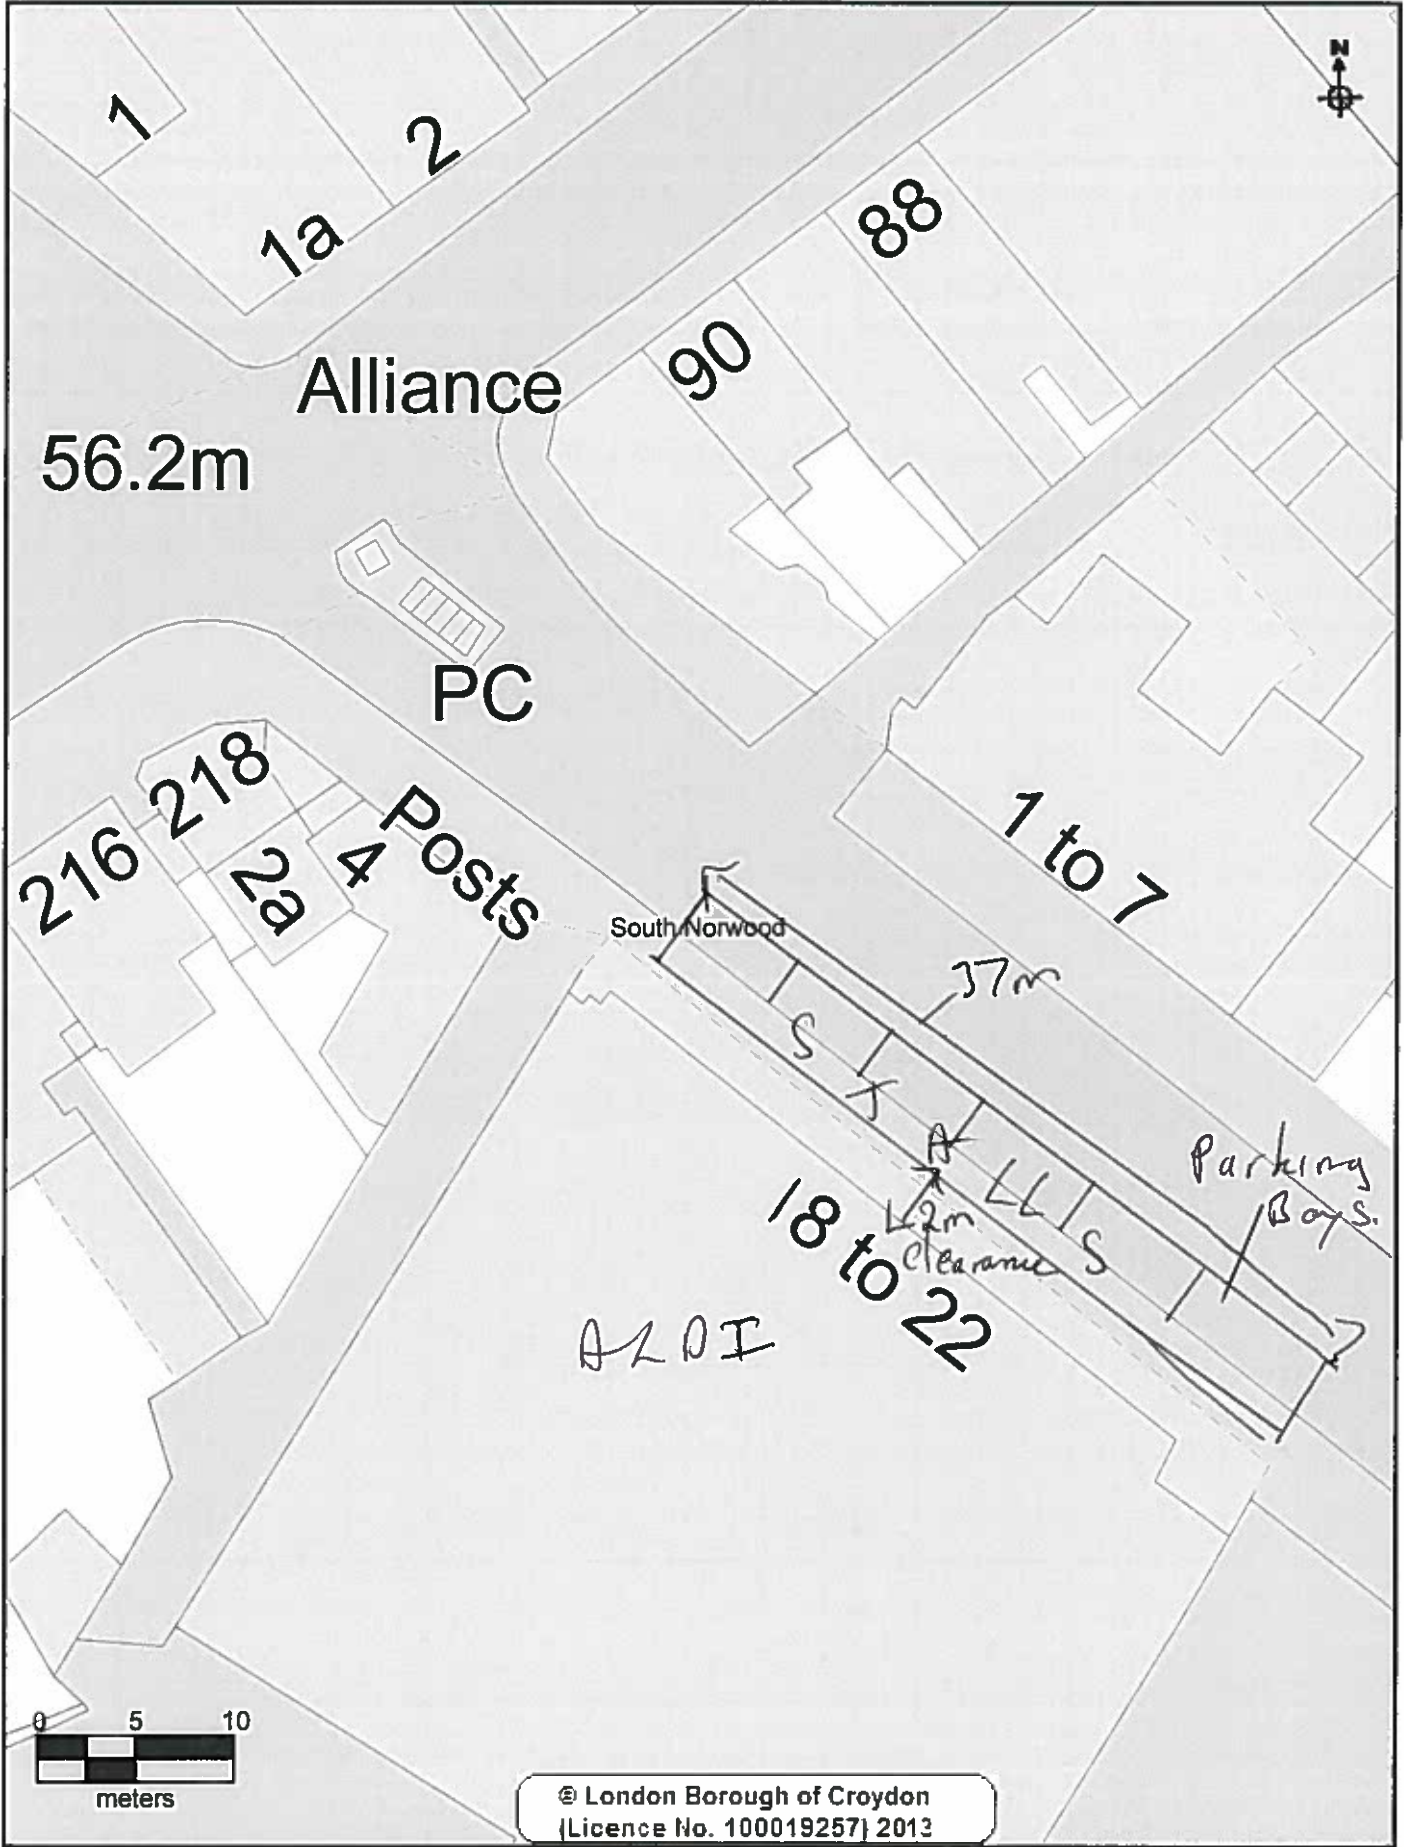 N
1
2
1a
88
Alliance
90
56.2m
PC
218
216
2a
4
Posts
1 to 7
South Norwood
37m
STALLS
Parking
Bays.
2m
clearance
18 to 22
ALDI
0 5 10
meters
© London Borough of Croydon
(Licence No. 100019257) 2013